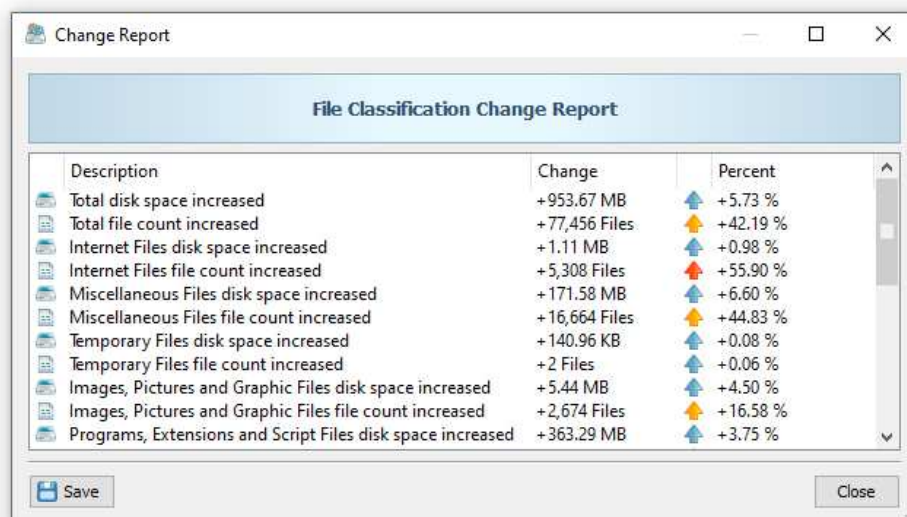 Change Report
File Classification Change Report
Description Change Percent
Total disk space increased +953.67 MB +5.73 %
Total file count increased +77,456 Files +42.19 %
Internet Files disk space increased +1.11 MB +0.98 %
Internet Files file count increased +5,308 Files +55.90 %
Miscellaneous Files disk space increased +171.58 MB +6.60 %
Miscellaneous Files file count increased +16,664 Files +44.83 %
Temporary Files disk space increased +140.96 KB +0.08 %
Temporary Files file count increased +2 Files +0.06 %
Images, Pictures and Graphic Files disk space increased +5.44 MB +4.50 %
Images, Pictures and Graphic Files file count increased +2,674 Files +16.58 %
Programs, Extensions and Script Files disk space increased +363.29 MB +3.75 %
Save Close